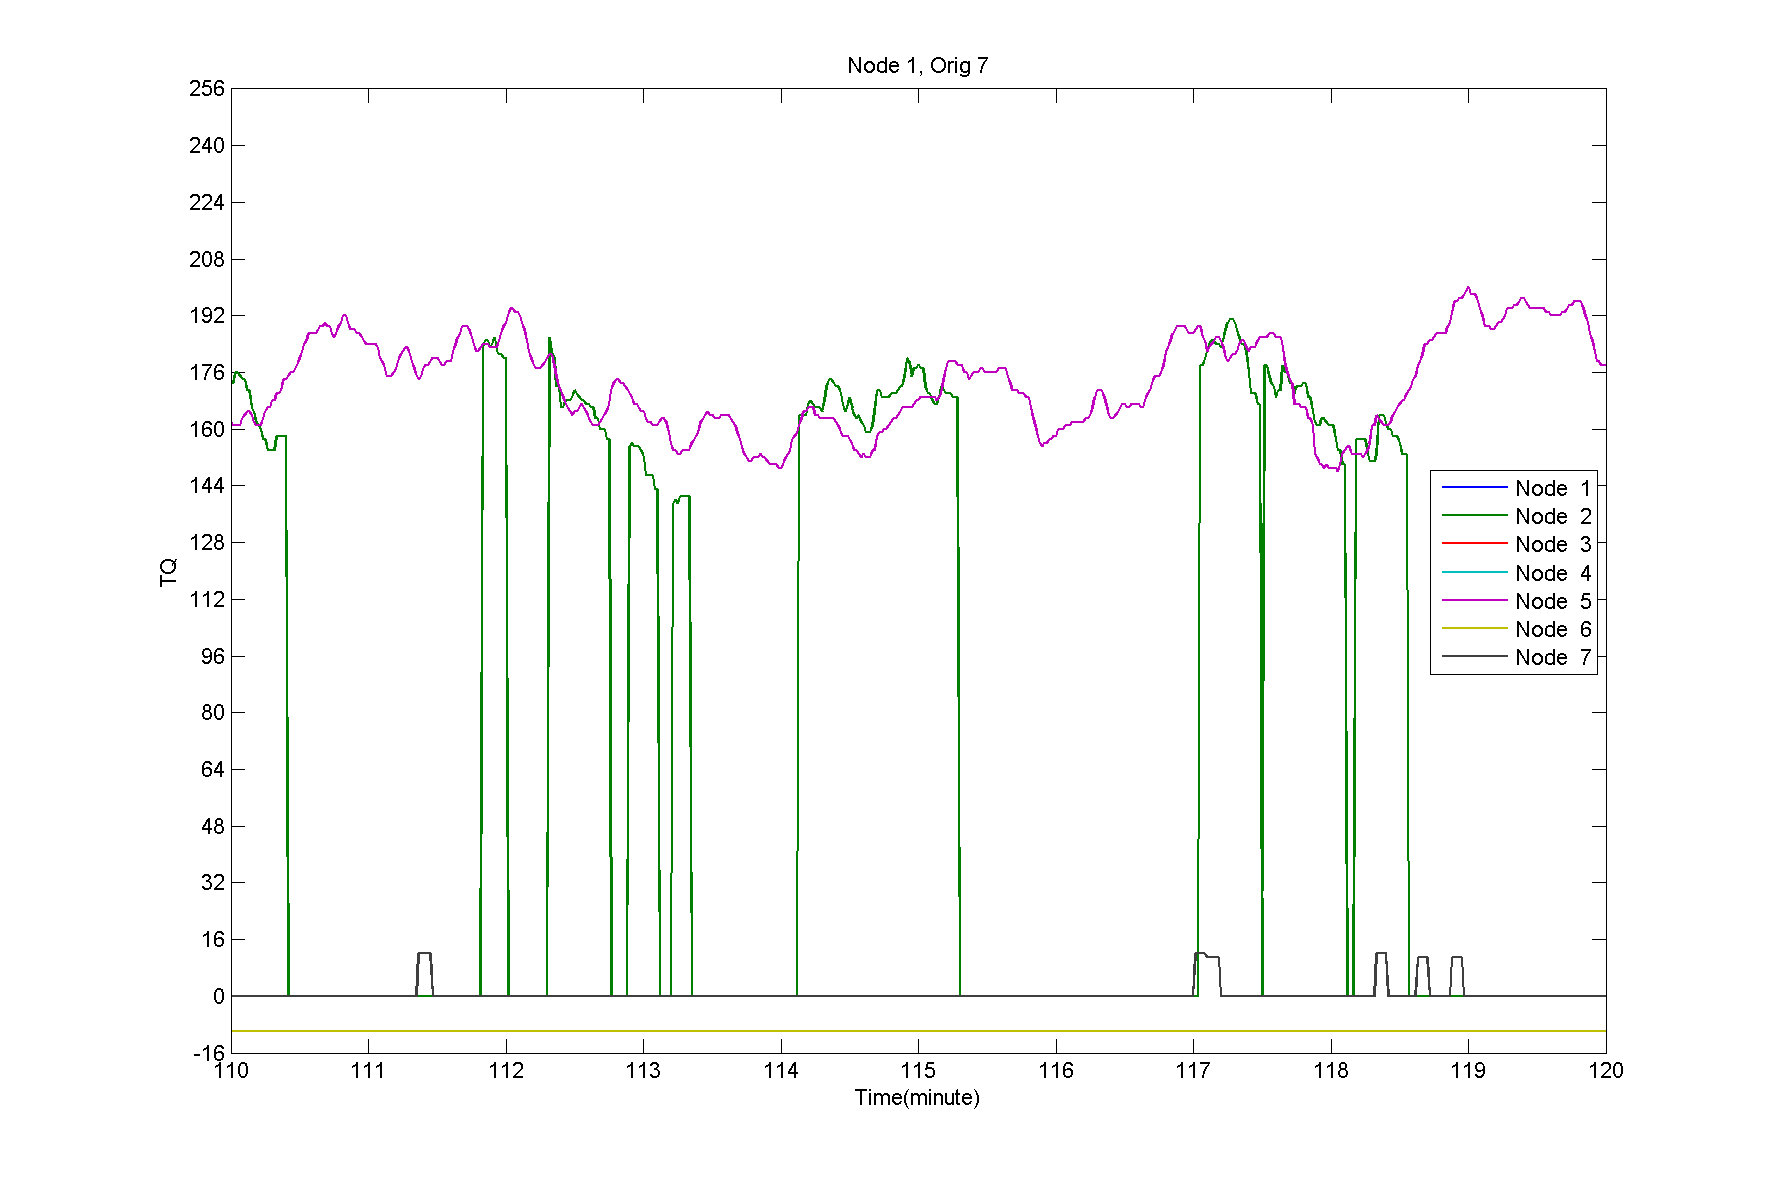 Node 1, Orig 7
256
240
224
208
192
176
160
144
128
112
96
80
64
48
32
16
0
-16
TQ
110 111 112 113 114 115 116 117 118 119 120
Time(minute)
Node 1
Node 2
Node 3
Node 4
Node 5
Node 6
Node 7